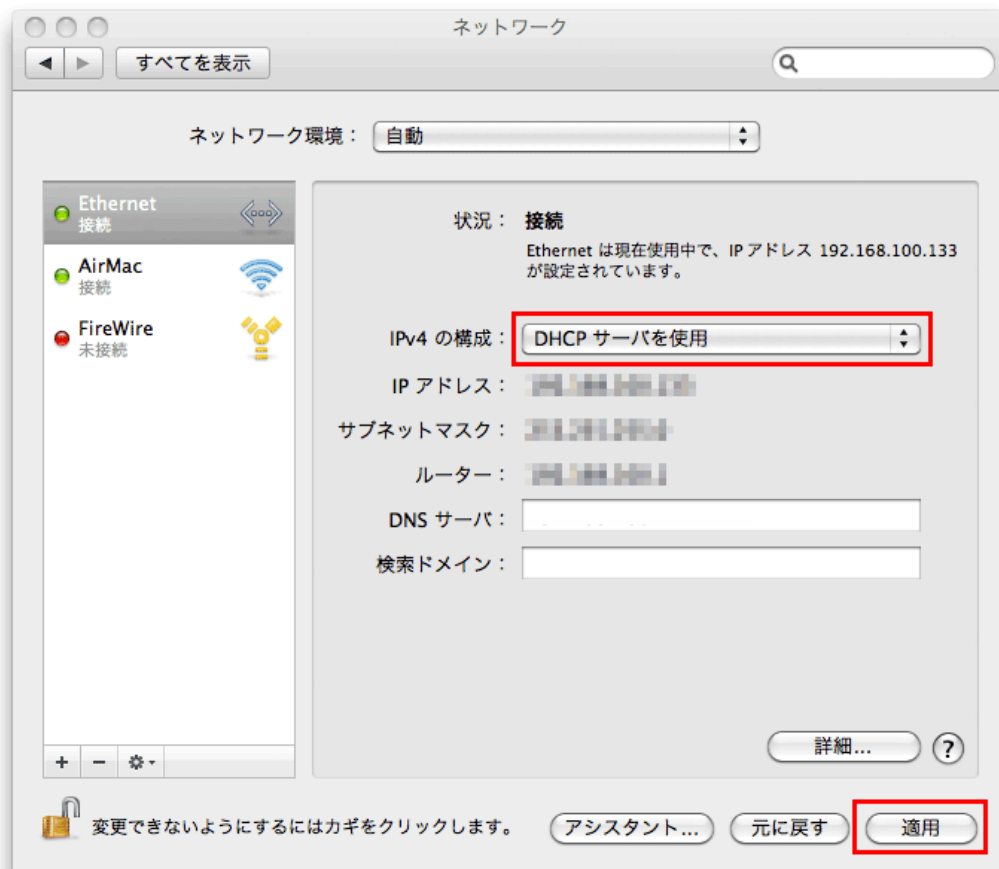 ネットワーク
すべてを表示
ネットワーク環境： 自動
Ethernet
接続
AirMac
接続
FireWire
未接続
状況： 接続
Ethernet は現在使用中で、IP アドレス 192.168.100.133
が設定されています。
IPv4 の構成： DHCP サーバを使用
IP アドレス：
サブネットマスク：
ルーター：
DNS サーバ：
検索ドメイン：
詳細... ?
変更できないようにするにはカギをクリックします。
アシスタント... 元に戻す 適用